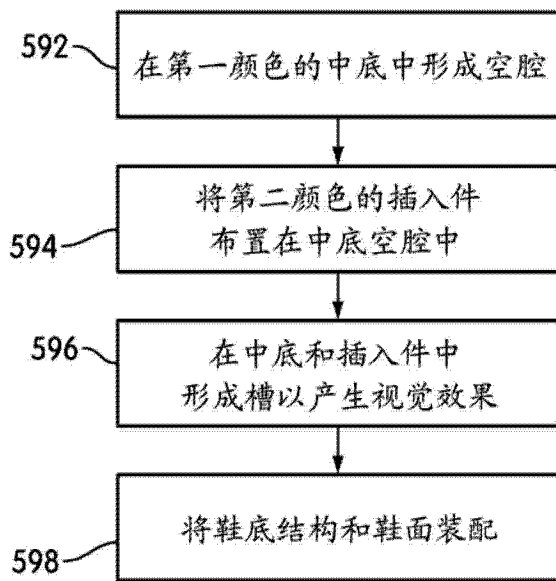 592
在第一颜色的中底中形成空腔
594
将第二颜色的插入件
布置在中底空腔中
596
在中底和插入件中
形成槽以产生视觉效果
598
将鞋底结构和鞋面装配